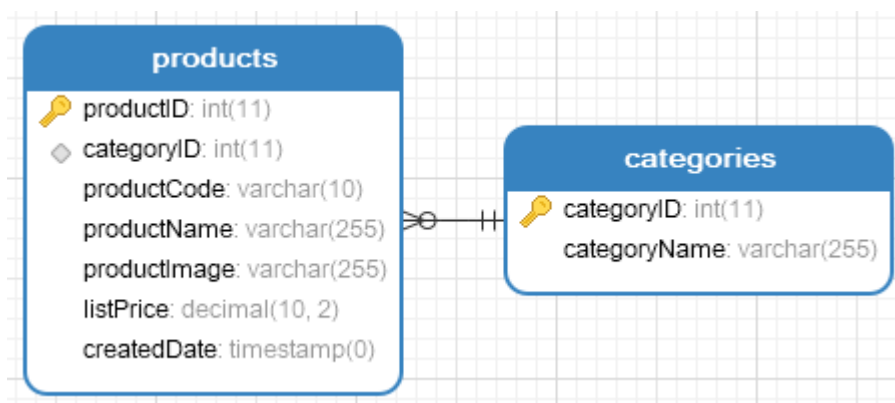 products
productID: int(11)
categoryID: int(11)
productCode: varchar(10)
productName: varchar(255)
productImage: varchar(255)
listPrice: decimal(10, 2)
createdDate: timestamp(0)
categories
categoryID: int(11)
categoryName: varchar(255)